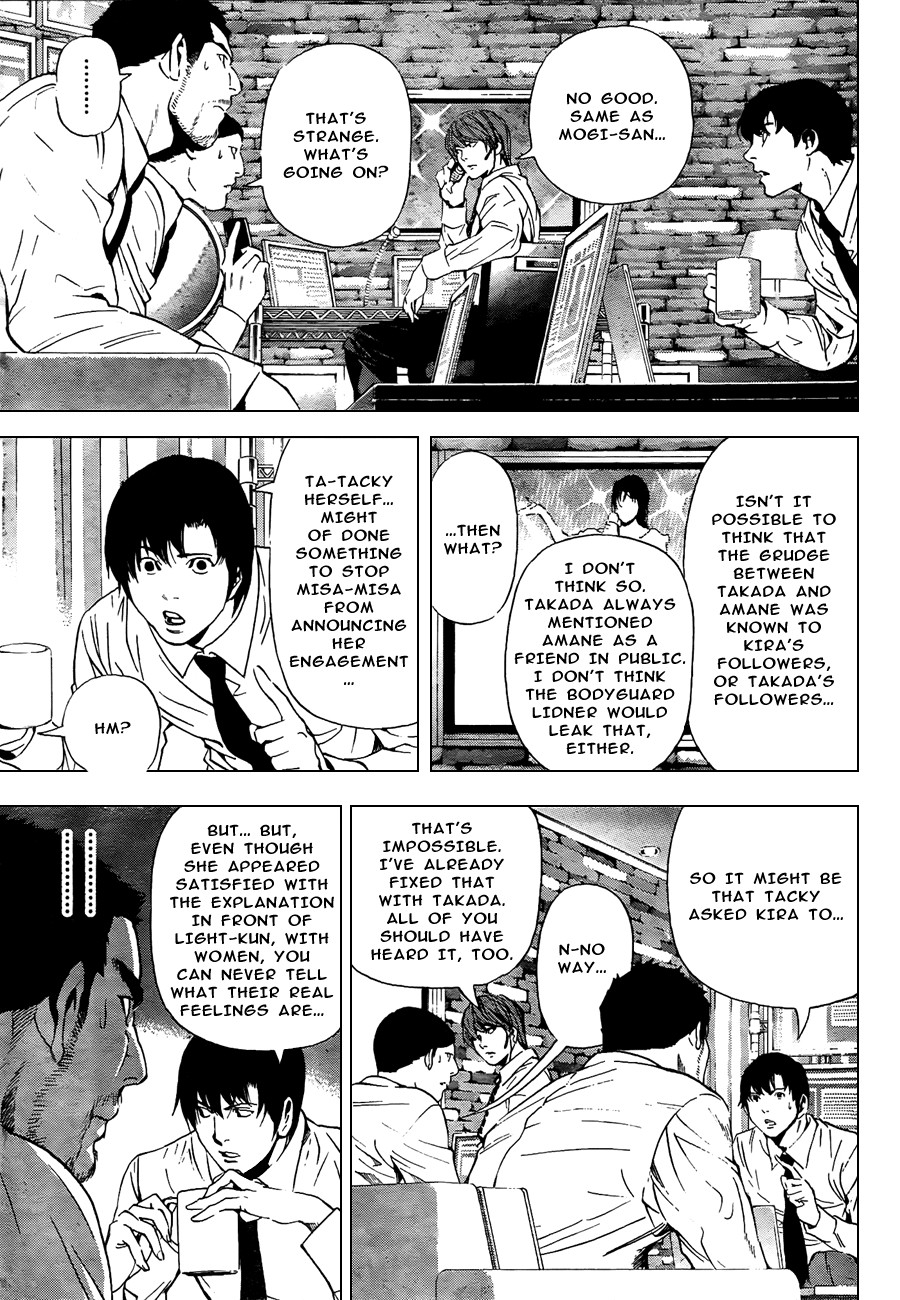 NO GOOD.
SAME AS
MOGI-SAN...
THAT'S
STRANGE.
WHAT'S
GOING ON?
........
ISN'T IT
POSSIBLE TO
THINK THAT
THE GRUDGE
BETWEEN
TAKADA AND
AMANE WAS
KNOWN TO
KIRA'S
FOLLOWERS,
OR TAKADA'S
FOLLOWERS...
I DON'T
THINK SO.
TAKADA ALWAYS
MENTIONED
AMANE AS A
FRIEND IN PUBLIC.
I DON'T THINK
THE BODYGUARD
LIDNER WOULD
LEAK THAT,
EITHER.
...THEN
WHAT?
TA-TACKY
HERSELF...
MIGHT
OF DONE
SOMETHING
TO STOP
MISA-MISA
FROM
ANNOUNCING
HER
ENGAGEMENT
...
HM?
SO IT MIGHT BE
THAT TACKY
ASKED KIRA TO...
N-NO
WAY...
THAT'S
IMPOSSIBLE.
I'VE ALREADY
FIXED THAT
WITH TAKADA.
ALL OF YOU
SHOULD HAVE
HEARD IT, TOO.
BUT... BUT,
EVEN THOUGH
SHE APPEARED
SATISFIED WITH
THE EXPLANATION
IN FRONT OF
LIGHT-KUN, WITH
WOMEN, YOU
CAN NEVER TELL
WHAT THEIR REAL
FEELINGS ARE...